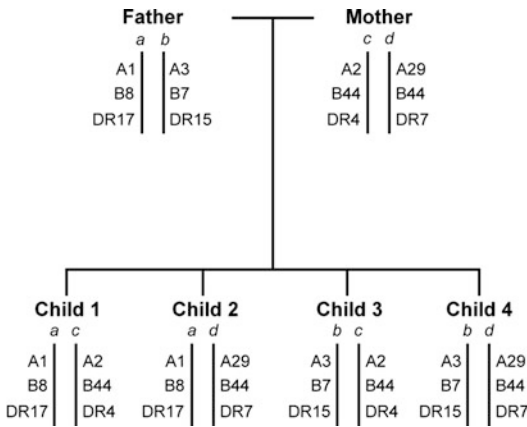 Father Mother
a b c d
A1 A3 A2 A29
B8 B7 B44 B44
DR17 DR15 DR4 DR7
Child 1 Child 2 Child 3 Child 4
a c a d b c b d
A1 A2 A1 A29 A3 A2 A3 A29
B8 B44 B8 B44 B7 B44 B7 B44
DR17 DR4 DR17 DR7 DR15 DR4 DR15 DR7